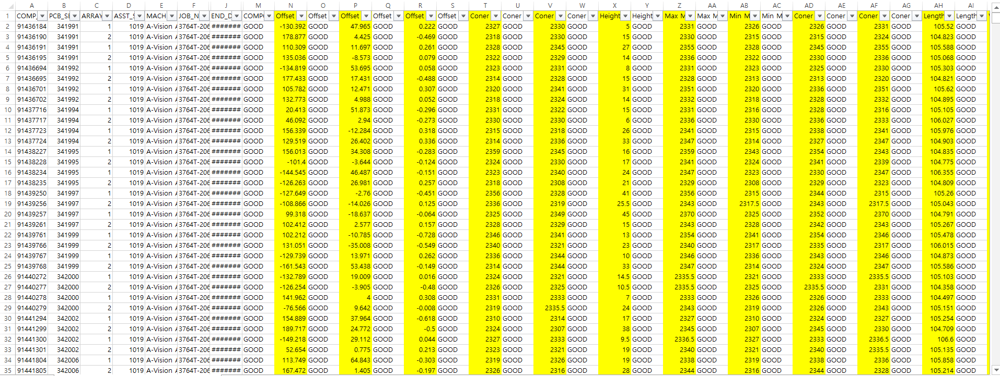 A B C D E F J M N O P Q R S T U V W X Y Z AA AB AC AD AE AF AG AH AI
1 COMP_ PCB_SE ARRAY ASST_S MACH JOB_N END_D COMPO Offset Offset Offset Offset Offset Offset Coner Coner Coner Coner Height Height Max M Max M Min M Min M Coner Coner Coner Coner Length Length
2 91436184 341991 1 1019 A-Vision A 3764T-206 ####### GOOD -130.392 GOOD 47.965 GOOD 0.222 GOOD 2327 GOOD 2330 GOOD 5 GOOD 2331 GOOD 2326 GOOD 2326 GOOD 2331 GOOD 105.52 GOOD
3 91436190 341991 2 1019 A-Vision A 3764T-206 ####### GOOD 178.877 GOOD 4.425 GOOD -0.469 GOOD 2318 GOOD 2330 GOOD 15 GOOD 2330 GOOD 2315 GOOD 2315 GOOD 2324 GOOD 104.823 GOOD
4 91436191 341991 1 1019 A-Vision A 3764T-206 ####### GOOD 110.309 GOOD 11.697 GOOD 0.261 GOOD 2328 GOOD 2345 GOOD 27 GOOD 2355 GOOD 2328 GOOD 2345 GOOD 2355 GOOD 105.588 GOOD
5 91436195 341991 2 1019 A-Vision A 3764T-206 ####### GOOD 135.036 GOOD -8.573 GOOD 0.079 GOOD 2322 GOOD 2329 GOOD 14 GOOD 2336 GOOD 2322 GOOD 2330 GOOD 2336 GOOD 105.068 GOOD
6 91436694 341992 1 1019 A-Vision A 3764T-206 ####### GOOD -134.819 GOOD 53.695 GOOD 0.058 GOOD 2323 GOOD 2331 GOOD 8 GOOD 2331 GOOD 2323 GOOD 2325 GOOD 2330 GOOD 105.303 GOOD
7 91436695 341992 2 1019 A-Vision A 3764T-206 ####### GOOD 177.433 GOOD 17.431 GOOD -0.488 GOOD 2314 GOOD 2328 GOOD 15 GOOD 2328 GOOD 2313 GOOD 2313 GOOD 2320 GOOD 104.821 GOOD
8 91436701 341992 1 1019 A-Vision A 3764T-206 ####### GOOD 105.782 GOOD 12.471 GOOD 0.307 GOOD 2320 GOOD 2341 GOOD 31 GOOD 2351 GOOD 2320 GOOD 2336 GOOD 2351 GOOD 105.62 GOOD
9 91436702 341992 2 1019 A-Vision A 3764T-206 ####### GOOD 132.773 GOOD 4.988 GOOD 0.052 GOOD 2318 GOOD 2324 GOOD 14 GOOD 2332 GOOD 2318 GOOD 2328 GOOD 2332 GOOD 104.895 GOOD
10 91437716 341994 1 1019 A-Vision A 3764T-206 ####### GOOD 20.413 GOOD 51.873 GOOD -0.296 GOOD 2331 GOOD 2322 GOOD 15 GOOD 2331 GOOD 2316 GOOD 2328 GOOD 2316 GOOD 105.105 GOOD
11 91437717 341994 2 1019 A-Vision A 3764T-206 ####### GOOD 46.092 GOOD 2.94 GOOD -0.273 GOOD 2330 GOOD 2330 GOOD 6 GOOD 2336 GOOD 2330 GOOD 2336 GOOD 2333 GOOD 106.027 GOOD
12 91437723 341994 1 1019 A-Vision A 3764T-206 ####### GOOD 156.339 GOOD -12.284 GOOD 0.318 GOOD 2315 GOOD 2318 GOOD 26 GOOD 2341 GOOD 2315 GOOD 2338 GOOD 2341 GOOD 105.976 GOOD
13 91437724 341994 2 1019 A-Vision A 3764T-206 ####### GOOD 129.519 GOOD 26.402 GOOD 0.336 GOOD 2314 GOOD 2336 GOOD 33 GOOD 2347 GOOD 2314 GOOD 2327 GOOD 2347 GOOD 104.903 GOOD
14 91438227 341995 1 1019 A-Vision A 3764T-206 ####### GOOD 156.013 GOOD 34.308 GOOD -0.283 GOOD 2359 GOOD 2345 GOOD 16 GOOD 2359 GOOD 2343 GOOD 2354 GOOD 2343 GOOD 104.835 GOOD
15 91438228 341995 2 1019 A-Vision A 3764T-206 ####### GOOD -101.4 GOOD -3.644 GOOD -0.124 GOOD 2324 GOOD 2330 GOOD 17 GOOD 2341 GOOD 2324 GOOD 2341 GOOD 2339 GOOD 104.775 GOOD
16 91438234 341995 1 1019 A-Vision A 3764T-206 ####### GOOD -144.545 GOOD 46.487 GOOD -0.151 GOOD 2323 GOOD 2340 GOOD 24 GOOD 2347 GOOD 2323 GOOD 2330 GOOD 2347 GOOD 106.355 GOOD
17 91438235 341995 2 1019 A-Vision A 3764T-206 ####### GOOD -126.263 GOOD 26.981 GOOD 0.257 GOOD 2318 GOOD 2308 GOOD 21 GOOD 2329 GOOD 2308 GOOD 2329 GOOD 2323 GOOD 104.809 GOOD
18 91439250 341997 1 1019 A-Vision A 3764T-206 ####### GOOD -127.649 GOOD -2.76 GOOD -0.451 GOOD 2356 GOOD 2328 GOOD 41 GOOD 2356 GOOD 2315 GOOD 2344 GOOD 2315 GOOD 105.26 GOOD
19 91439256 341997 2 1019 A-Vision A 3764T-206 ####### GOOD -108.866 GOOD -14.026 GOOD 0.125 GOOD 2336 GOOD 2319 GOOD 25.5 GOOD 2343 GOOD 2317.5 GOOD 2343 GOOD 2317.5 GOOD 105.043 GOOD
20 91439257 341997 1 1019 A-Vision A 3764T-206 ####### GOOD 99.318 GOOD -18.637 GOOD -0.064 GOOD 2325 GOOD 2349 GOOD 45 GOOD 2370 GOOD 2325 GOOD 2352 GOOD 2370 GOOD 104.791 GOOD
21 91439261 341997 2 1019 A-Vision A 3764T-206 ####### GOOD 102.412 GOOD 2.577 GOOD 0.157 GOOD 2328 GOOD 2329 GOOD 15 GOOD 2343 GOOD 2328 GOOD 2342 GOOD 2343 GOOD 105.267 GOOD
22 91439761 341999 1 1019 A-Vision A 3764T-206 ####### GOOD 102.212 GOOD -10.785 GOOD -0.728 GOOD 2346 GOOD 2341 GOOD 13 GOOD 2354 GOOD 2341 GOOD 2354 GOOD 2346 GOOD 105.478 GOOD
23 91439766 341999 2 1019 A-Vision A 3764T-206 ####### GOOD 131.051 GOOD -35.008 GOOD -0.549 GOOD 2340 GOOD 2321 GOOD 23 GOOD 2340 GOOD 2317 GOOD 2335 GOOD 2317 GOOD 106.015 GOOD
24 91439767 341999 1 1019 A-Vision A 3764T-206 ####### GOOD -129.739 GOOD 13.971 GOOD 0.262 GOOD 2336 GOOD 2344 GOOD 10 GOOD 2346 GOOD 2336 GOOD 2343 GOOD 2346 GOOD 104.873 GOOD
25 91439768 341999 2 1019 A-Vision A 3764T-206 ####### GOOD -161.543 GOOD 53.438 GOOD -0.149 GOOD 2314 GOOD 2344 GOOD 33 GOOD 2347 GOOD 2314 GOOD 2324 GOOD 2347 GOOD 105.586 GOOD
26 91440272 342000 1 1019 A-Vision A 3764T-206 ####### GOOD -132.789 GOOD 19.009 GOOD 0.016 GOOD 2324 GOOD 2321 GOOD 14.5 GOOD 2335.5 GOOD 2321 GOOD 2333 GOOD 2335.5 GOOD 105.103 GOOD
27 91440277 342000 2 1019 A-Vision A 3764T-206 ####### GOOD -126.254 GOOD -3.905 GOOD -0.48 GOOD 2326 GOOD 2325 GOOD 10.5 GOOD 2335.5 GOOD 2325 GOOD 2335.5 GOOD 2331 GOOD 104.358 GOOD
28 91440278 342000 1 1019 A-Vision A 3764T-206 ####### GOOD 141.962 GOOD 4 GOOD 0.308 GOOD 2331 GOOD 2333 GOOD 7 GOOD 2333 GOOD 2326 GOOD 2326 GOOD 2333 GOOD 104.497 GOOD
29 91440279 342000 2 1019 A-Vision A 3764T-206 ####### GOOD -76.566 GOOD 9.642 GOOD -0.008 GOOD 2319 GOOD 2335.5 GOOD 24 GOOD 2343 GOOD 2319 GOOD 2326 GOOD 2343 GOOD 105.151 GOOD
30 91441294 342002 1 1019 A-Vision A 3764T-206 ####### GOOD 154.889 GOOD 37.964 GOOD -0.618 GOOD 2310 GOOD 2314 GOOD 17 GOOD 2327 GOOD 2310 GOOD 2324 GOOD 2327 GOOD 105.254 GOOD
31 91441299 342002 2 1019 A-Vision A 3764T-206 ####### GOOD 189.717 GOOD 24.772 GOOD -0.5 GOOD 2324 GOOD 2307 GOOD 38 GOOD 2345 GOOD 2307 GOOD 2345 GOOD 2330 GOOD 104.709 GOOD
32 91441300 342002 1 1019 A-Vision A 3764T-206 ####### GOOD -149.218 GOOD 29.112 GOOD 0.044 GOOD 2327 GOOD 2333 GOOD 9.5 GOOD 2336.5 GOOD 2327 GOOD 2333 GOOD 2336.5 GOOD 106.6 GOOD
33 91441301 342002 2 1019 A-Vision A 3764T-206 ####### GOOD 52.654 GOOD 0.775 GOOD 0.213 GOOD 2323 GOOD 2321 GOOD 19 GOOD 2340 GOOD 2321 GOOD 2340 GOOD 2335.5 GOOD 105.135 GOOD
34 91441804 342006 1 1019 A-Vision A 3764T-206 ####### GOOD 113.749 GOOD 64.843 GOOD -0.303 GOOD 2319 GOOD 2326 GOOD 19 GOOD 2338 GOOD 2319 GOOD 2338 GOOD 2336 GOOD 105.858 GOOD
35 91441805 342006 2 1019 A-Vision A 3764T-206 ####### GOOD 167.472 GOOD 1.405 GOOD -0.197 GOOD 2326 GOOD 2316 GOOD 28 GOOD 2344 GOOD 2316 GOOD 2344 GOOD 2328 GOOD 105.214 GOOD